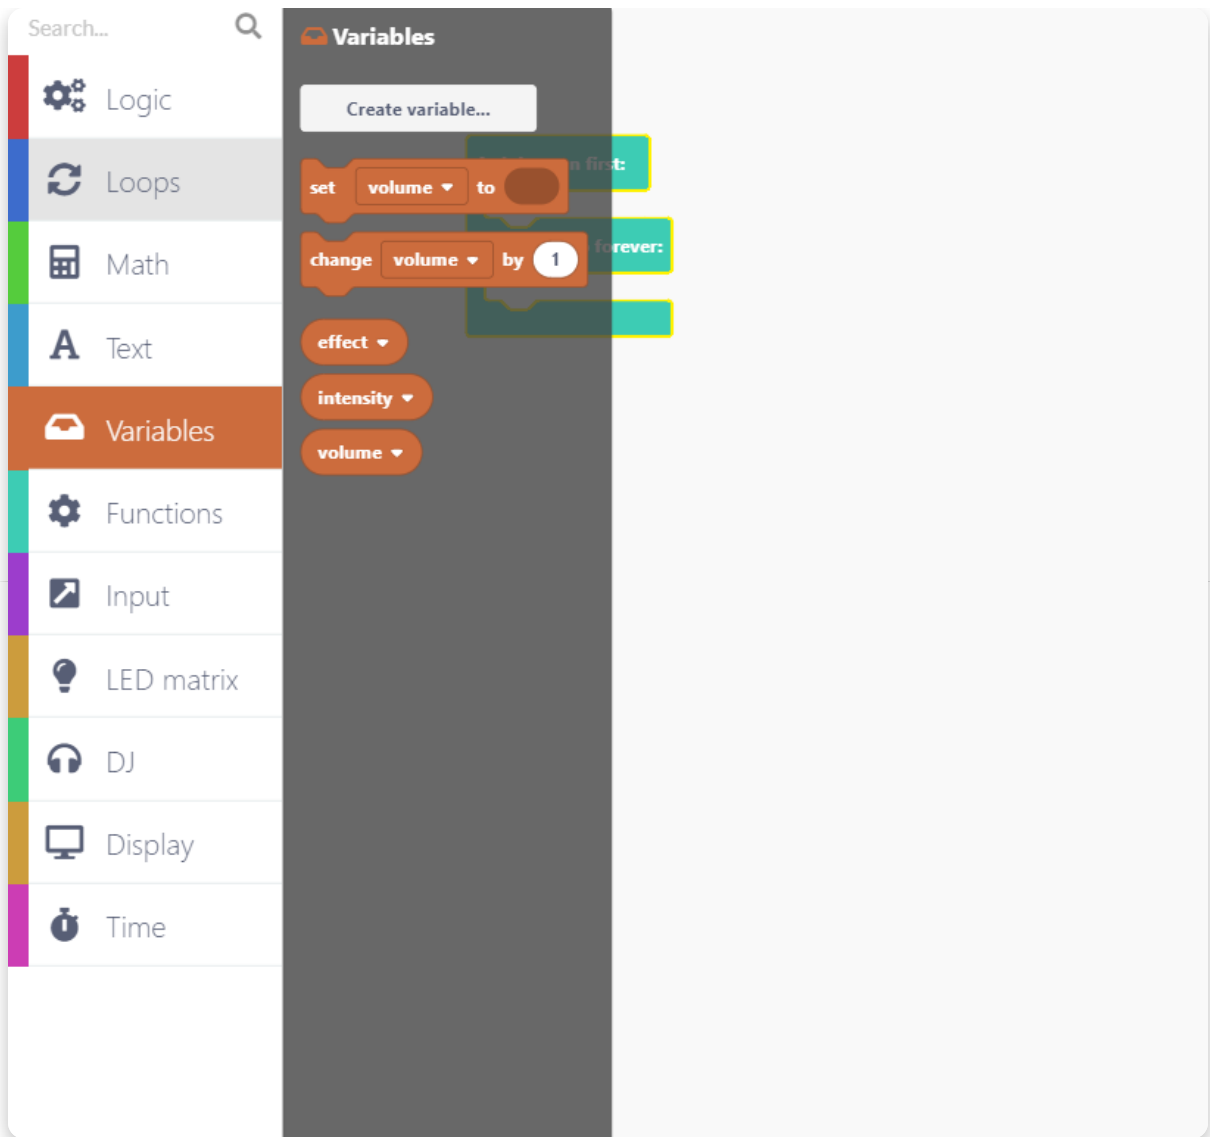 Search...
Logic
Loops
Math
Text
Variables
Functions
Input
LED matrix
DJ
Display
Time
Variables
Create variable...
set volume to
change volume by 1
effect
intensity
volume
n first:
forever: